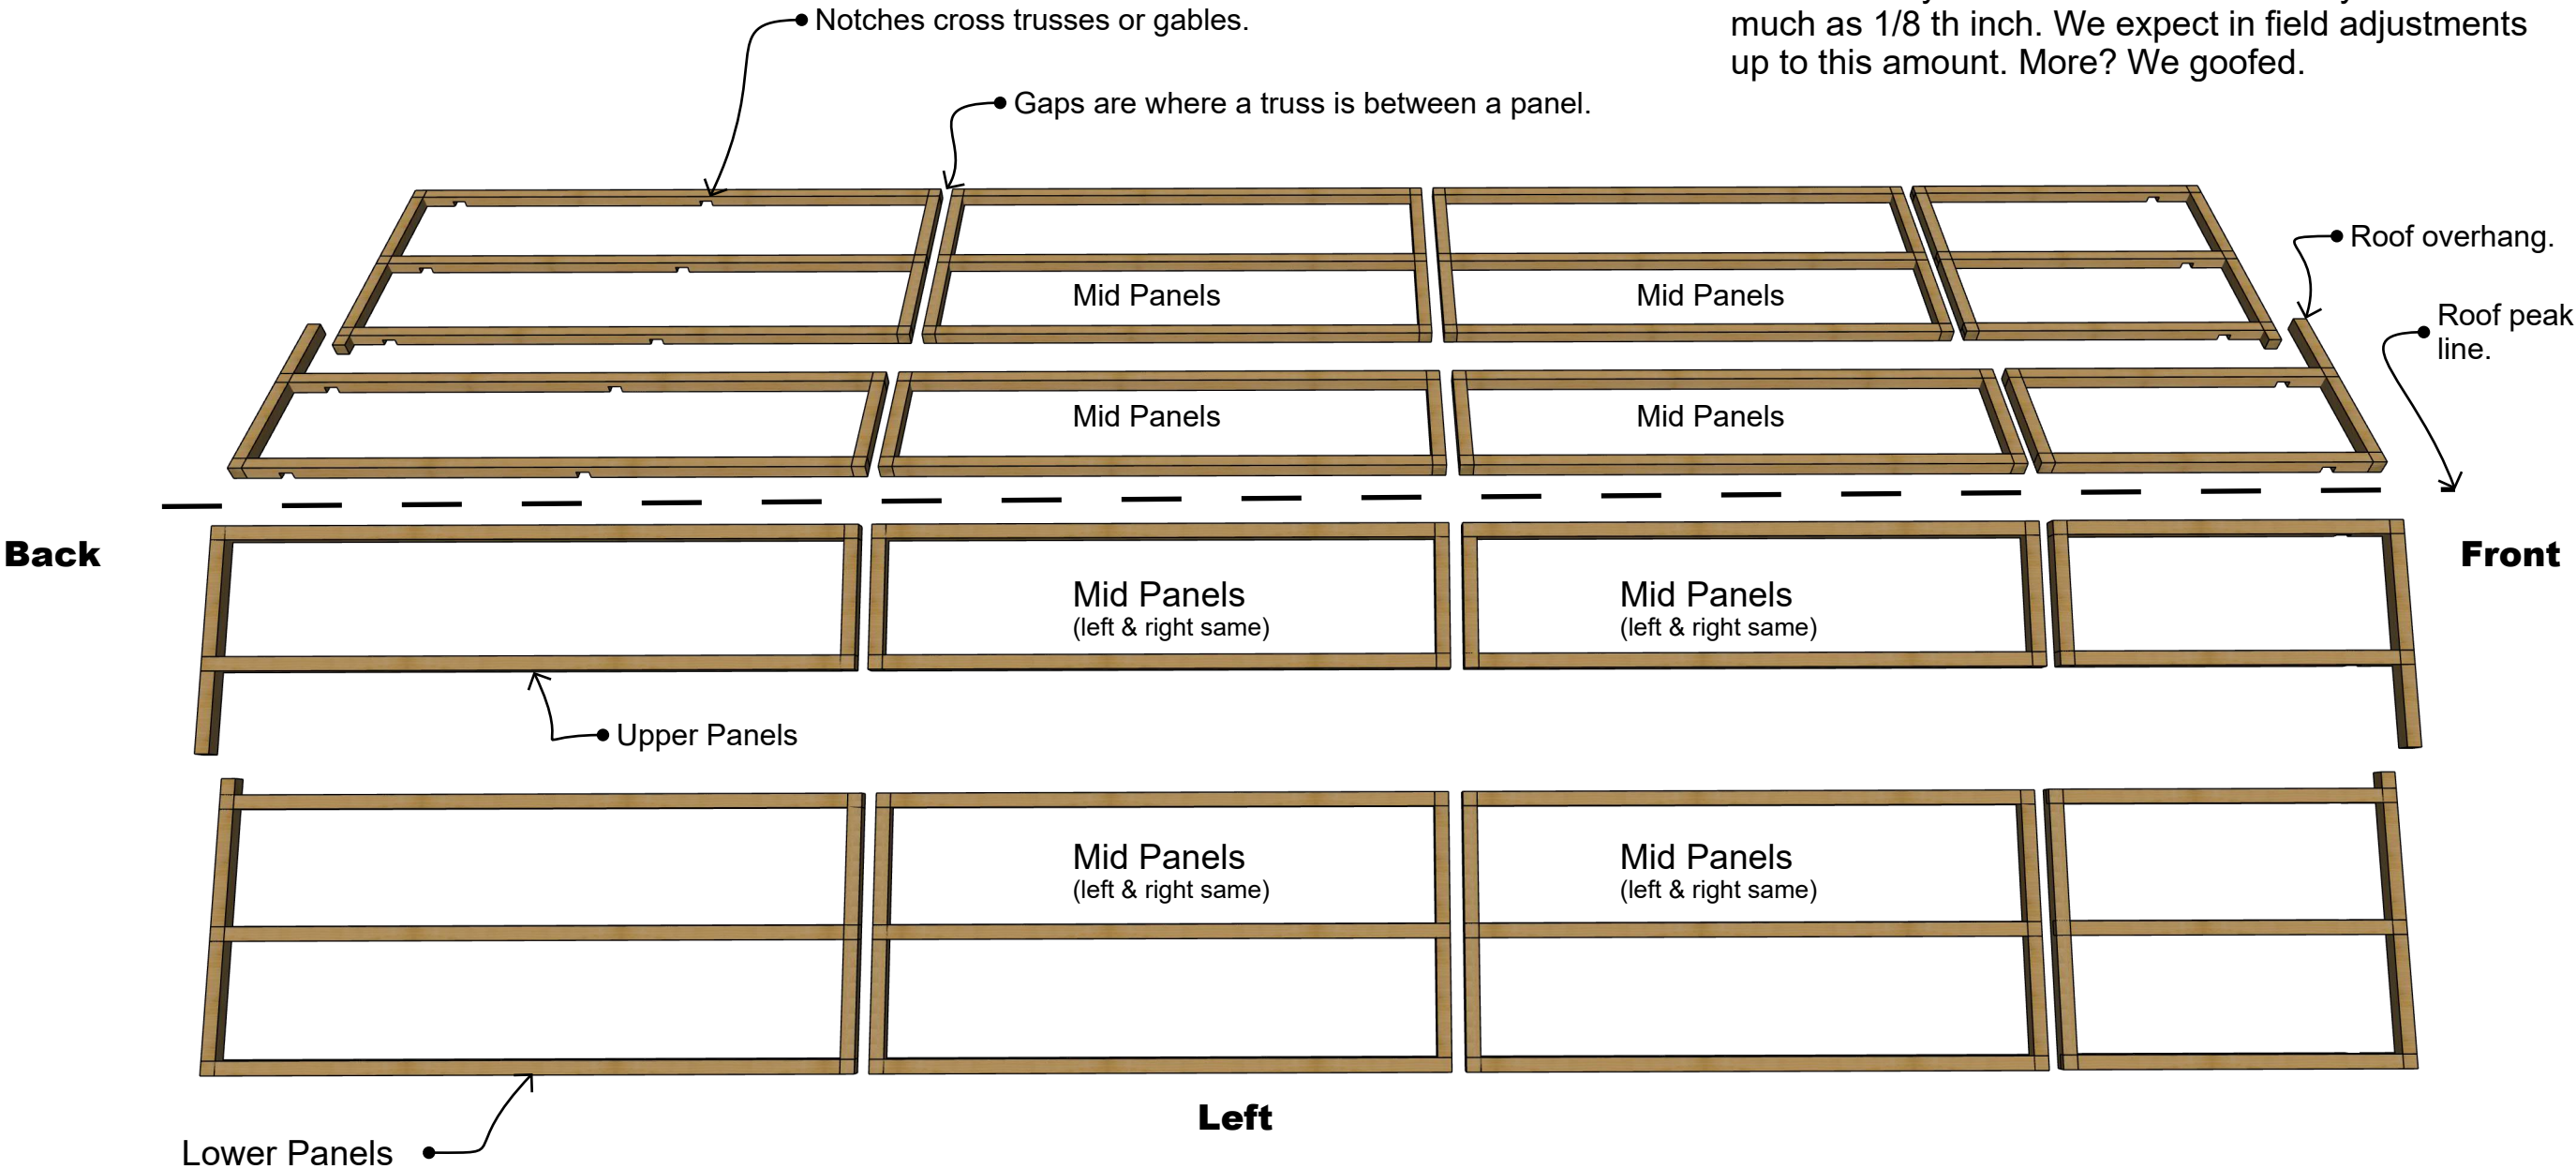 Notches cross trusses or gables.
much as 1/8 th inch. We expect in field adjustments
up to this amount. More? We goofed.
Gaps are where a truss is between a panel.
Roof overhang.
Roof peak
line.
Mid Panels
Mid Panels
Mid Panels
Mid Panels
Back
Front
Mid Panels
(left & right same)
Mid Panels
(left & right same)
Upper Panels
Mid Panels
(left & right same)
Mid Panels
(left & right same)
Left
Lower Panels